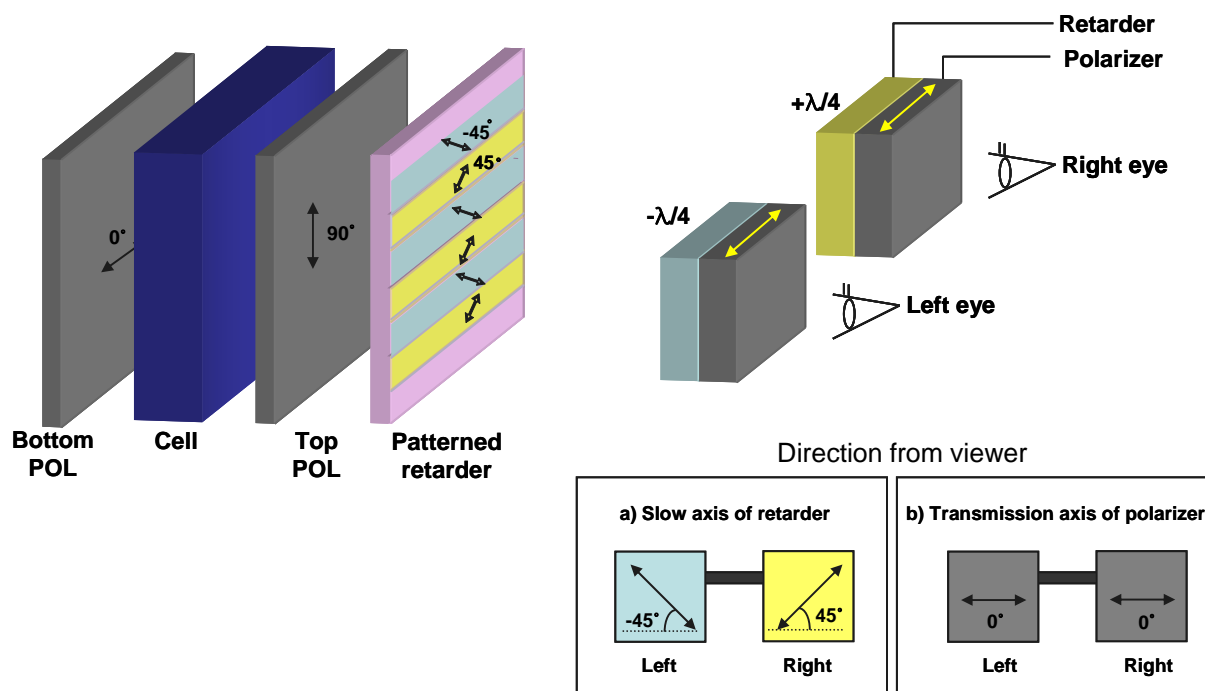 Retarder
Polarizer
+λ/4
-45°
45°
Right eye
-λ/4
0°
90°
Left eye
Bottom
POL
Cell
Top
POL
Patterned
retarder
Direction from viewer
a) Slow axis of retarder
-45°
45°
Left
Right
b) Transmission axis of polarizer
0°
0°
Left
Right